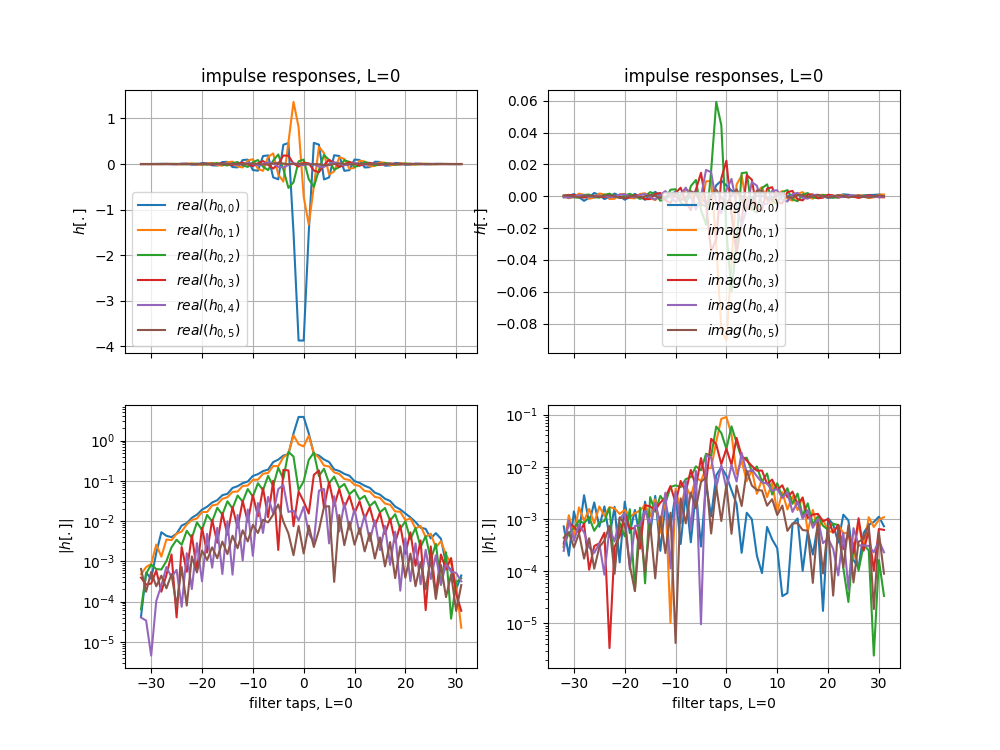 impulse responses, L=0
1
0
−1
−2
−3
−4
h[.]
real(h0,0)
real(h0,1)
real(h0,2)
real(h0,3)
real(h0,4)
real(h0,5)
impulse responses, L=0
0.06
0.04
0.02
0.00
−0.02
−0.04
−0.06
−0.08
h[.]
imag(h0,0)
imag(h0,1)
imag(h0,2)
imag(h0,3)
imag(h0,4)
imag(h0,5)
10^0
10^−1
10^−2
10^−3
10^−4
10^−5
|h[.]|
−30 −20 −10 0 10 20 30
filter taps, L=0
10^−1
10^−2
10^−3
10^−4
10^−5
|h[.]|
−30 −20 −10 0 10 20 30
filter taps, L=0